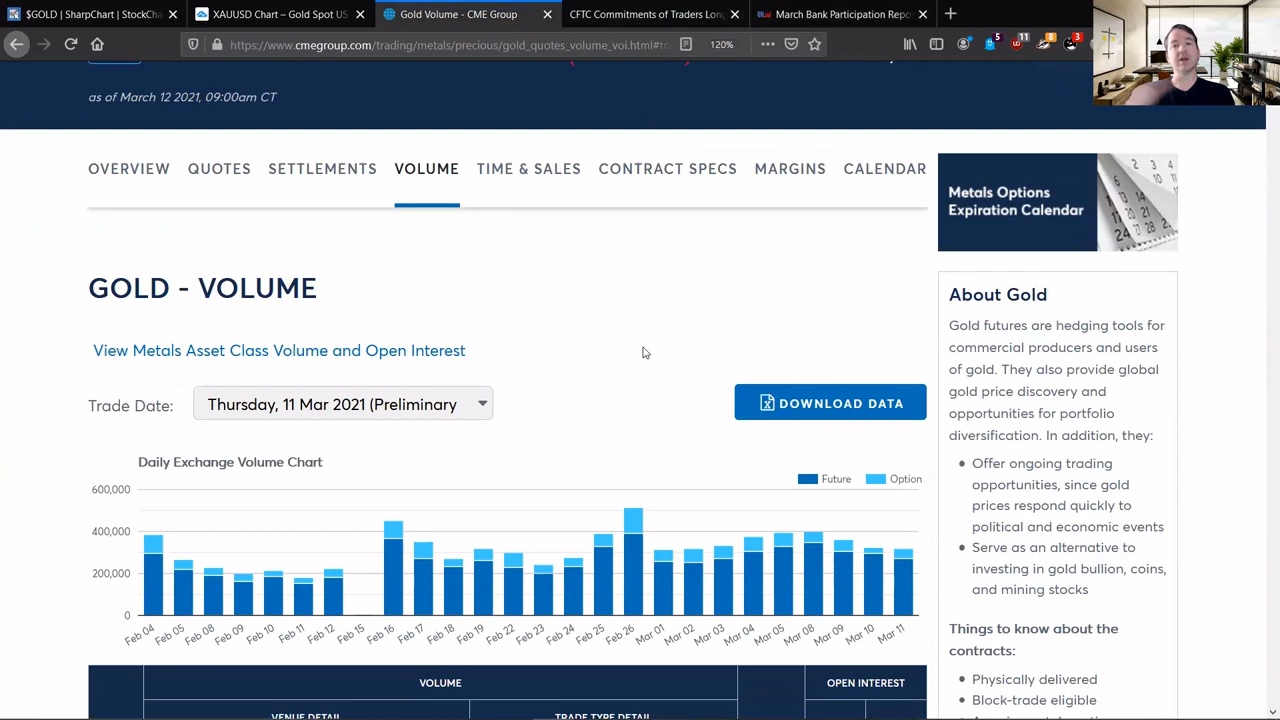 $GOLD | SharpChart | StockCha
XAUUSD Chart – Gold Spot US
Gold Volume - CME Group
CFTC Commitments of Traders Long
March Bank Participation Repo
https://www.cmegroup.com/trading/metals/precious/gold_quotes_volume_voi.html#tr
120%
5
11
8
3
as of March 12 2021, 09:00am CT
OVERVIEW QUOTES SETTLEMENTS VOLUME TIME & SALES CONTRACT SPECS MARGINS CALENDAR
Metals Options
Expiration Calendar
GOLD - VOLUME
View Metals Asset Class Volume and Open Interest
Trade Date: Thursday, 11 Mar 2021 (Preliminary
DOWNLOAD DATA
Daily Exchange Volume Chart
Future Option
600,000
400,000
200,000
0
Feb 04 Feb 05 Feb 08 Feb 09 Feb 10 Feb 11 Feb 12 Feb 15 Feb 16 Feb 17 Feb 18 Feb 19 Feb 22 Feb 23 Feb 24 Feb 25 Feb 26 Mar 01 Mar 02 Mar 03 Mar 04 Mar 05 Mar 08 Mar 09 Mar 10 Mar 11
VOLUME
OPEN INTEREST
VENUE DETAIL
TRADE TYPE DETAIL
About Gold
Gold futures are hedging tools for
commercial producers and users
of gold. They also provide global
gold price discovery and
opportunities for portfolio
diversification. In addition, they:
Offer ongoing trading
opportunities, since gold
prices respond quickly to
political and economic events
Serve as an alternative to
investing in gold bullion, coins,
and mining stocks
Things to know about the
contracts:
Physically delivered
Block-trade eligible